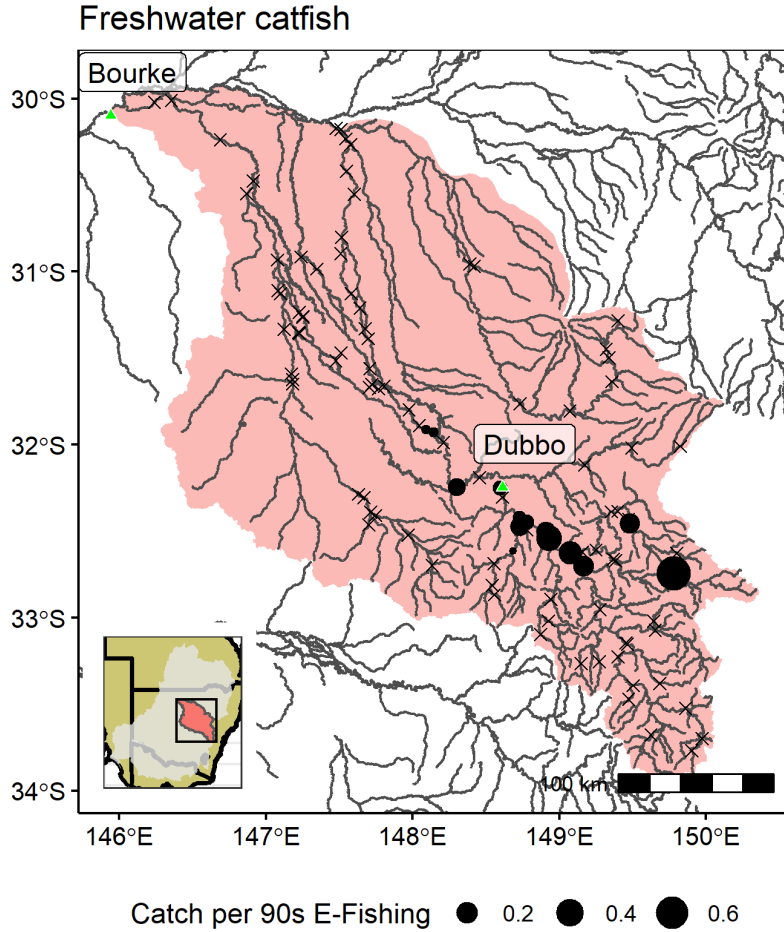 Freshwater catfish
Bourke
30°S
31°S
32°S
Dubbo
33°S
34°S
100 km
146°E 147°E 148°E 149°E 150°E
Catch per 90s E-Fishing 0.2 0.4 0.6